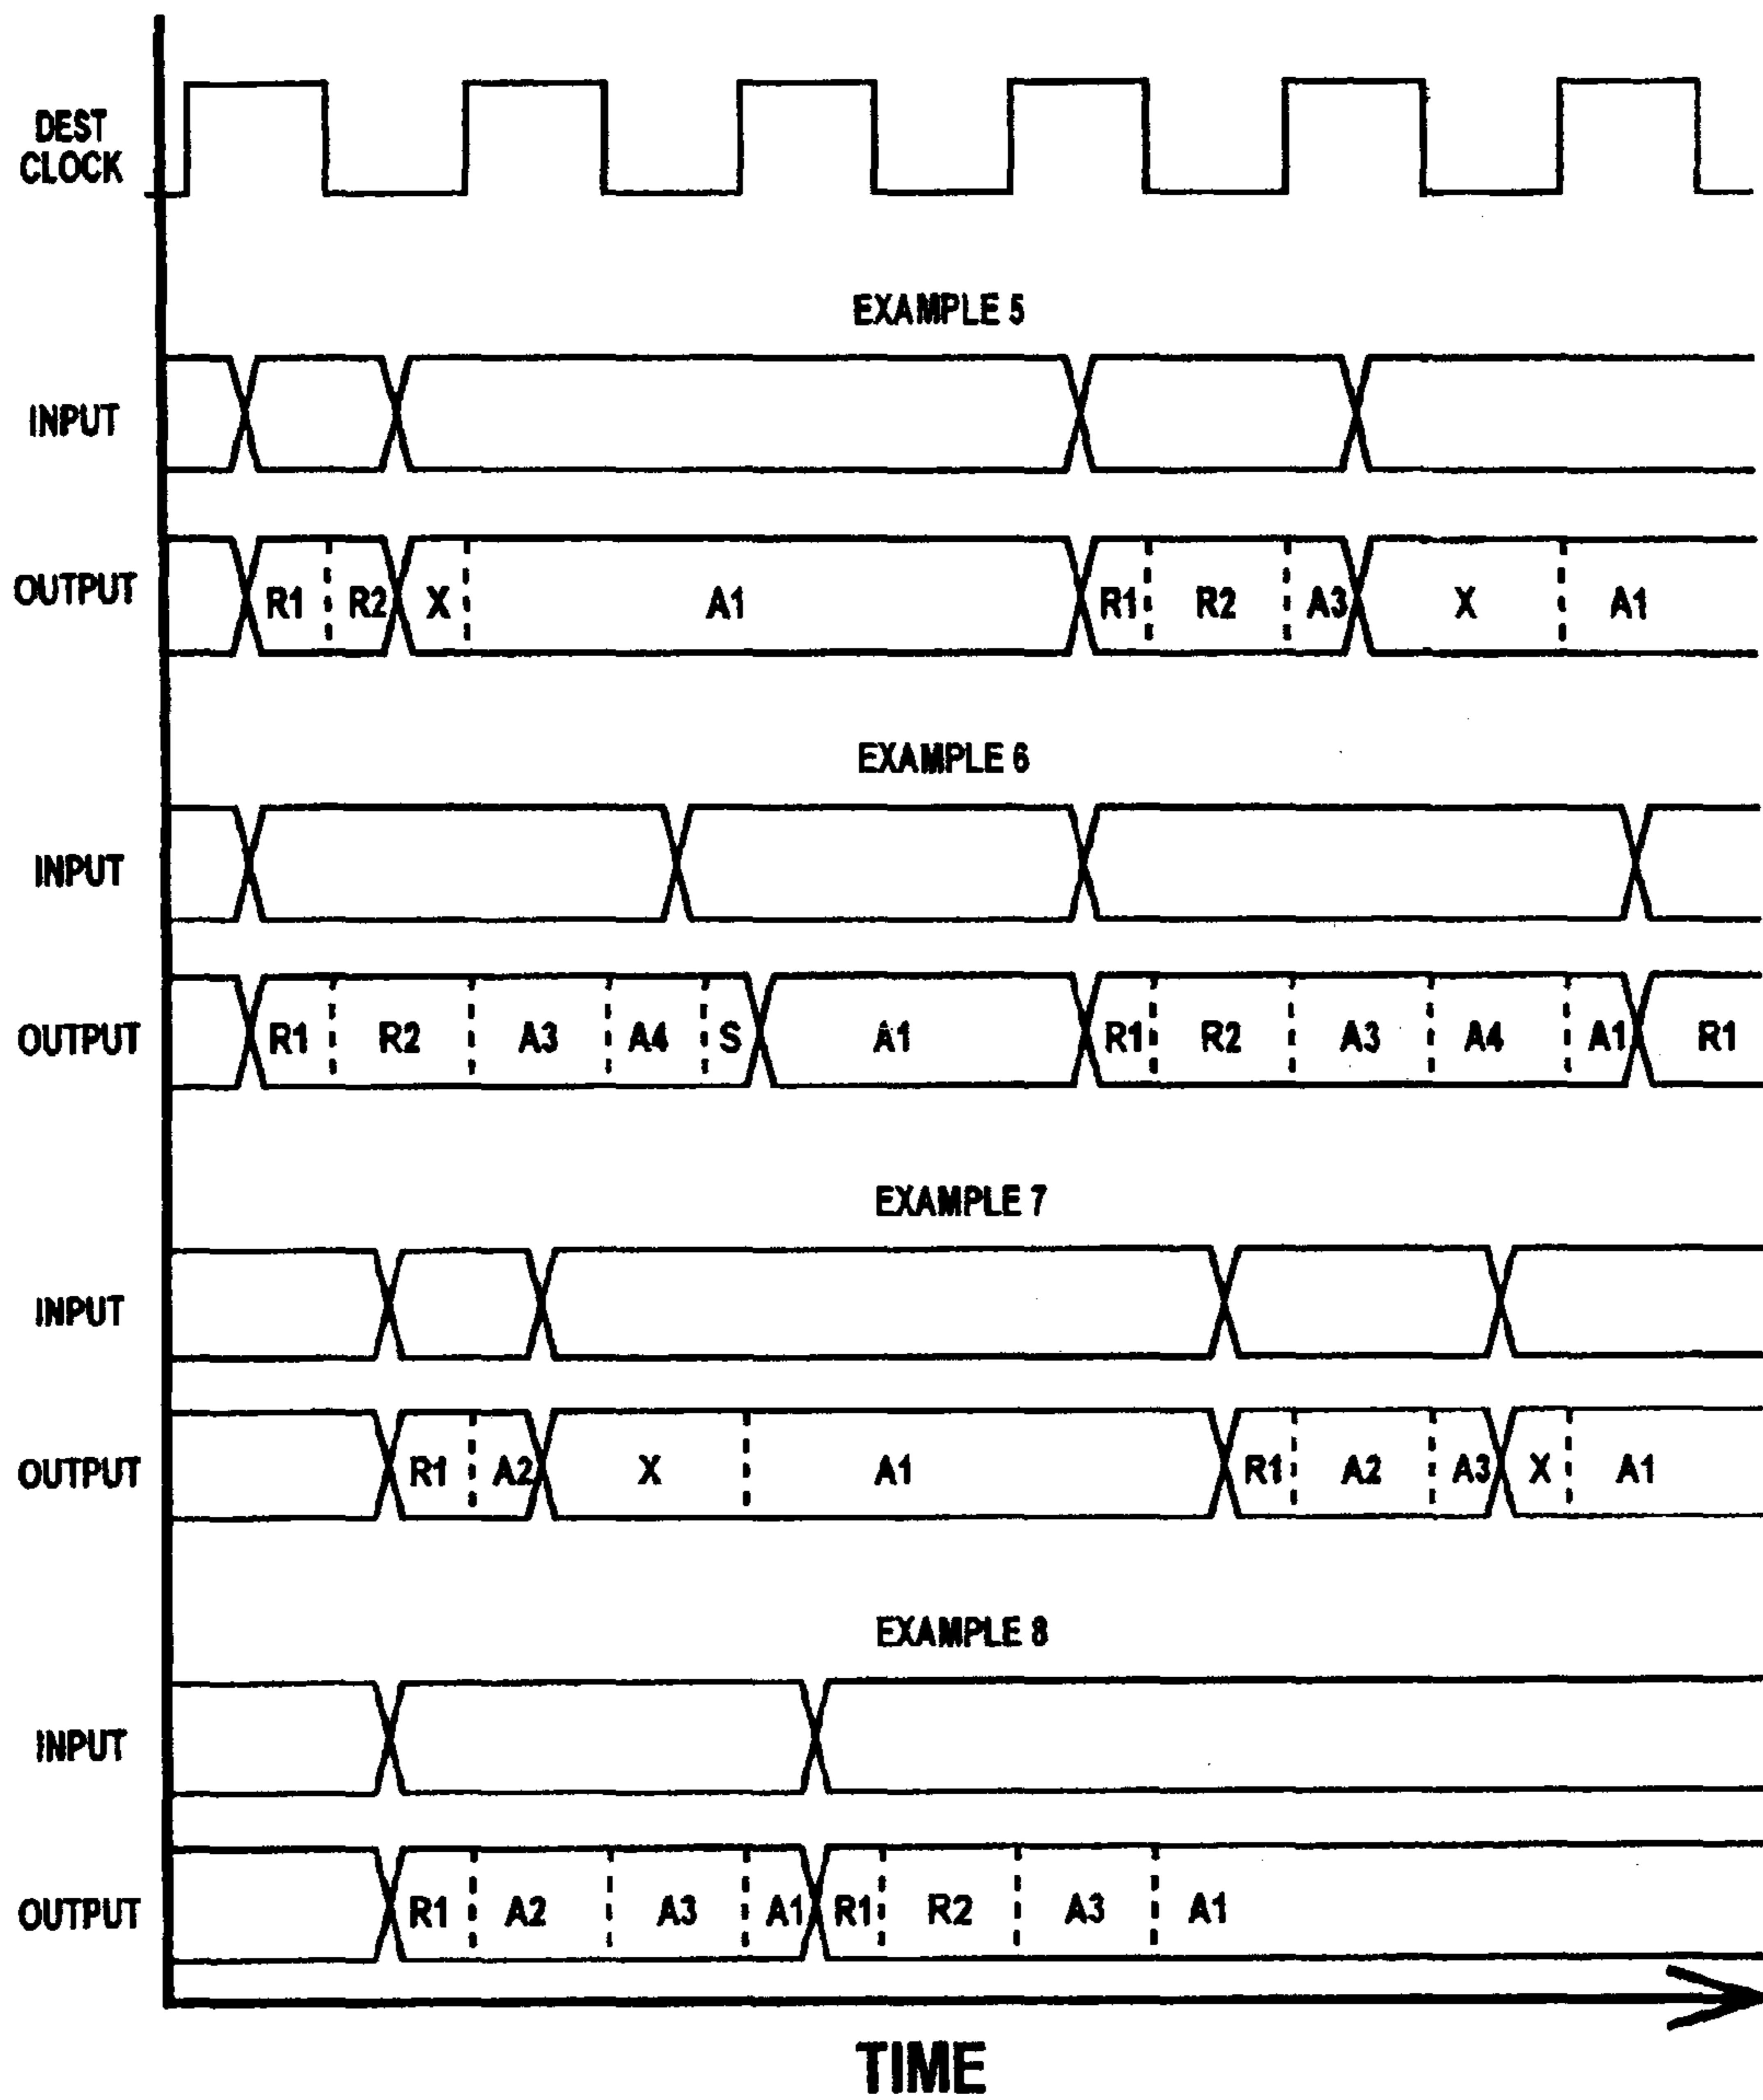 DEST
CLOCK
EXAMPLE 5
INPUT
OUTPUT R1 R2 X A1 R1 R2 A3 X A1
EXAMPLE 6
INPUT
OUTPUT R1 R2 A3 A4 S A1 R1 R2 A3 A4 A1 R1
EXAMPLE 7
INPUT
OUTPUT R1 A2 X A1 R1 A2 A3 X A1
EXAMPLE 8
INPUT
OUTPUT R1 A2 A3 A1 R1 R2 A3 A1
TIME